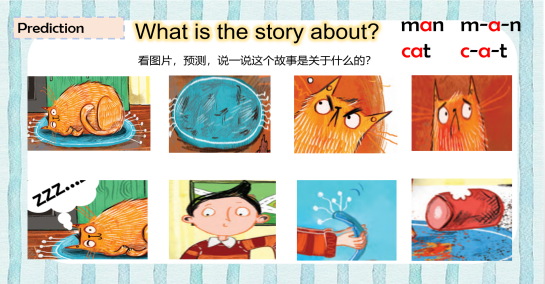 Prediction
What is the story about?
man m-a-n
看图片，预测，说一说这个故事是关于什么的？
cat c-a-t
ZZZ...